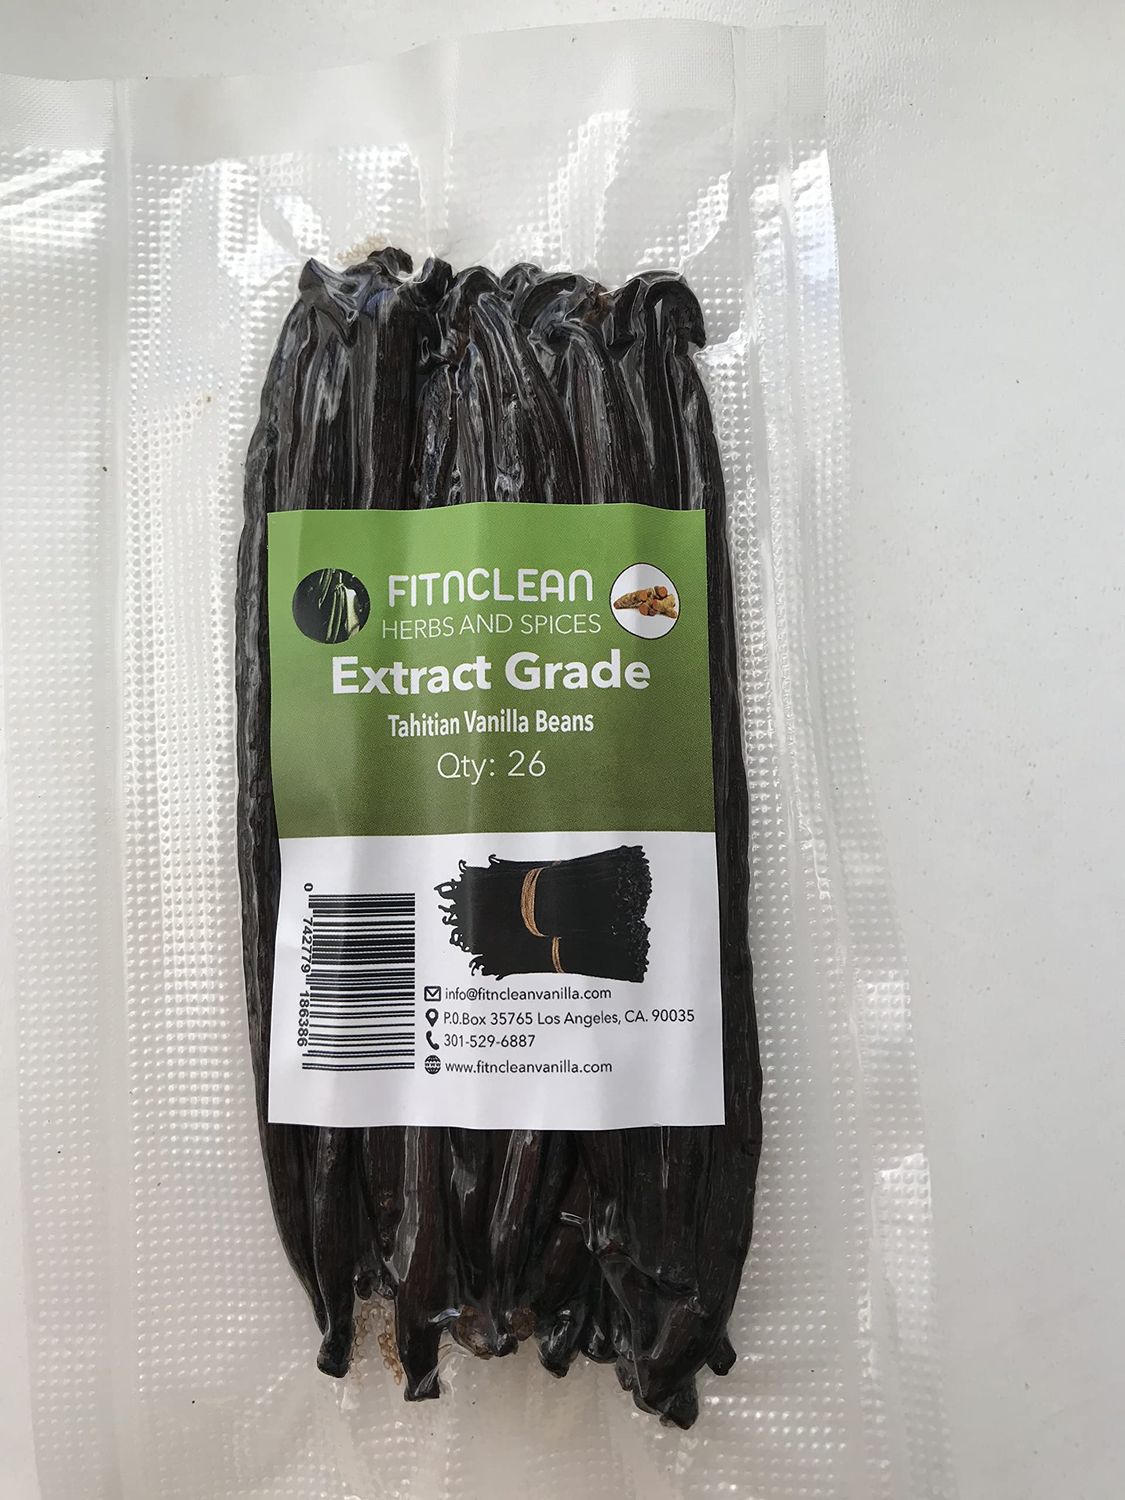 FITNCLEAN
HERBS AND SPICES
Extract Grade
Tahitian Vanilla Beans
Qty: 26
0 742779 186386
info@fitncleanvanilla.com
P.O.Box 35765 Los Angeles, CA. 90035
301-529-6887
www.fitncleanvanilla.com